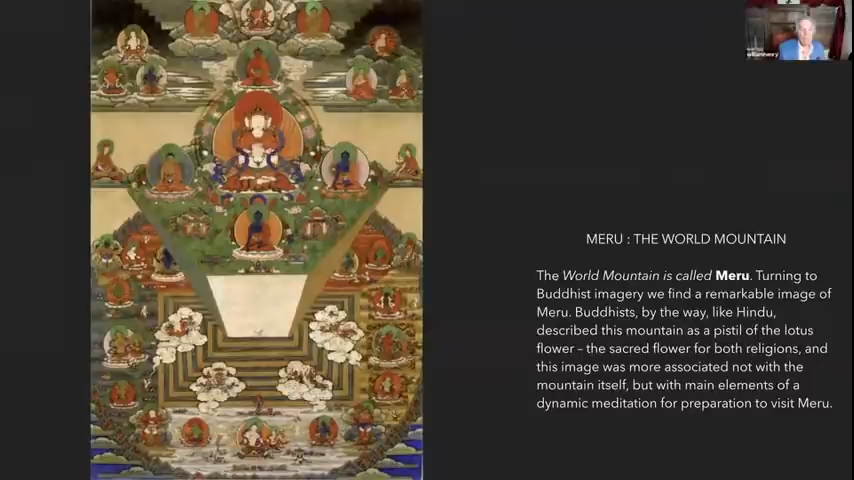 MERU : THE WORLD MOUNTAIN
The World Mountain is called Meru. Turning to
Buddhist imagery we find a remarkable image of
Meru. Buddhists, by the way, like Hindu,
described this mountain as a pistil of the lotus
flower – the sacred flower for both religions, and
this image was more associated not with the
mountain itself, but with main elements of a
dynamic meditation for preparation to visit Meru.